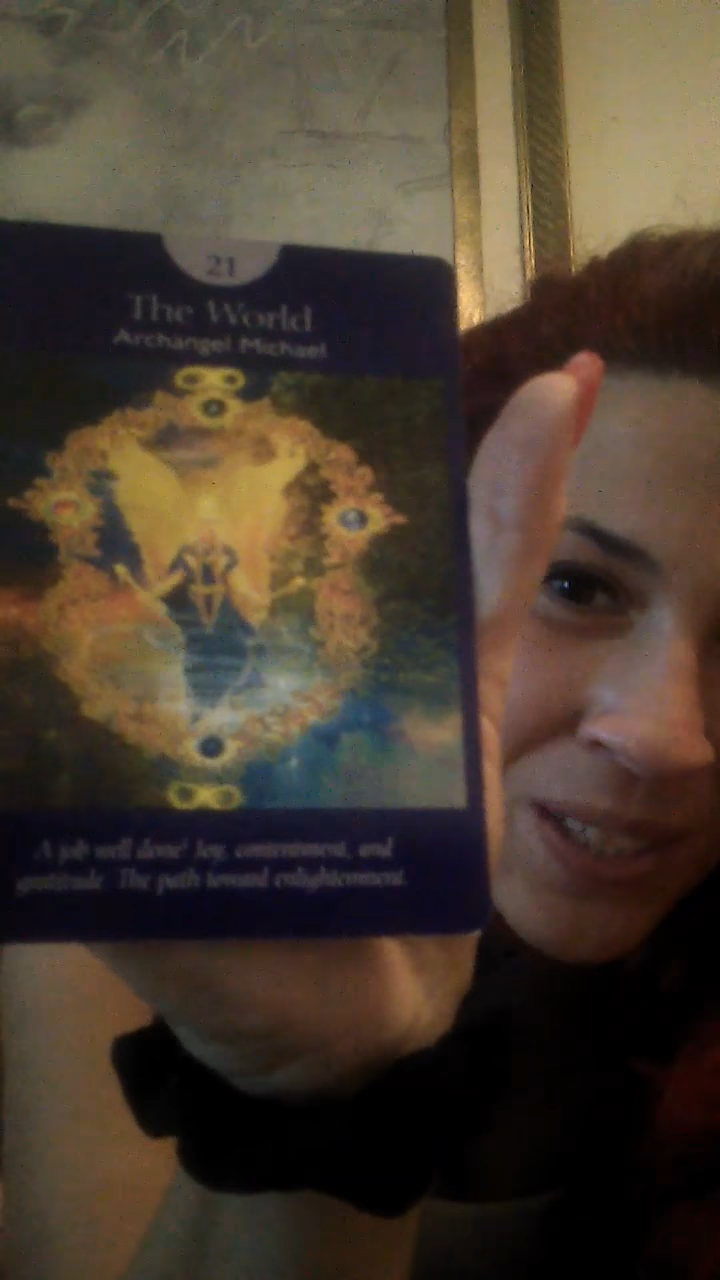 21
The World
Archangel Michael
A job well done! Joy, contentment, and
gratitude. The path toward enlightenment.